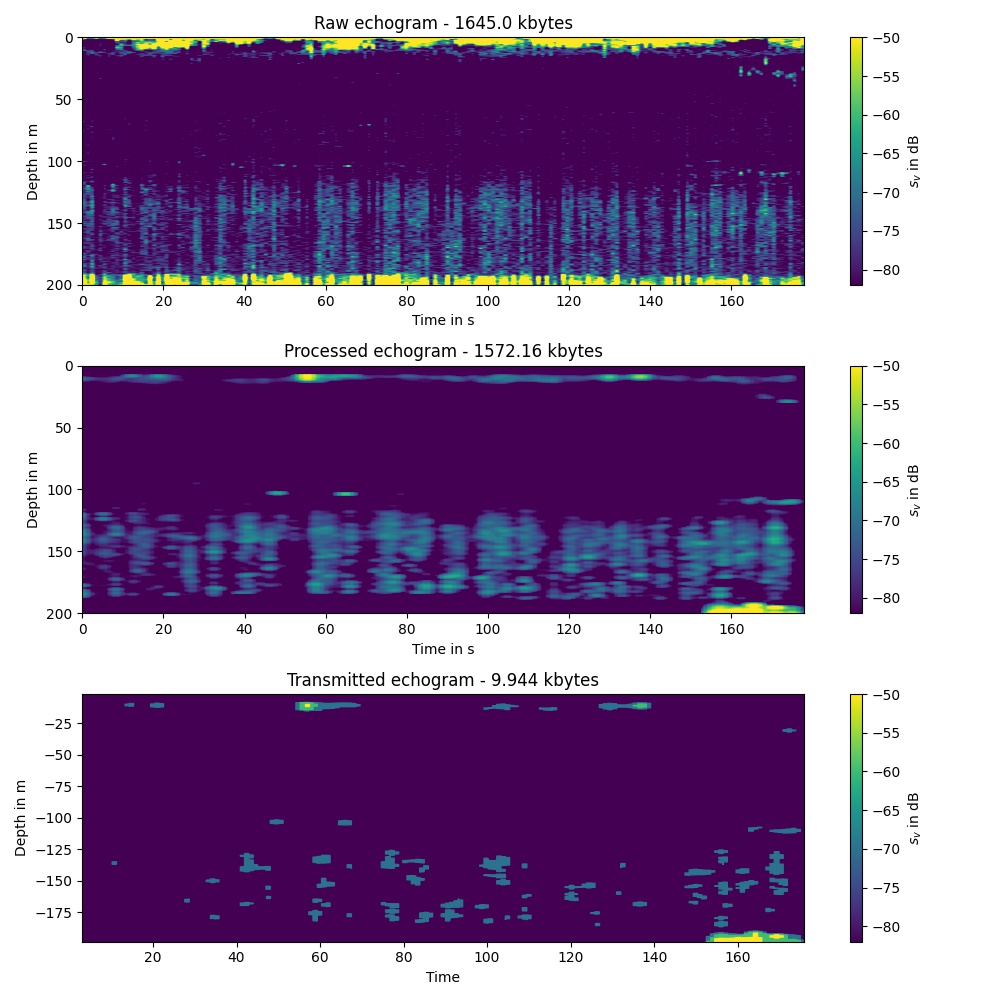 Raw echogram - 1645.0 kbytes
0
50
100
150
200
Depth in m
0 20 40 60 80 100 120 140 160
Time in s
−50
−55
−60
−65
−70
−75
−80
s_v in dB
Processed echogram - 1572.16 kbytes
0
50
100
150
200
Depth in m
0 20 40 60 80 100 120 140 160
Time in s
−50
−55
−60
−65
−70
−75
−80
s_v in dB
Transmitted echogram - 9.944 kbytes
−25
−50
−75
−100
−125
−150
−175
Depth in m
20 40 60 80 100 120 140 160
Time
−50
−55
−60
−65
−70
−75
−80
s_v in dB